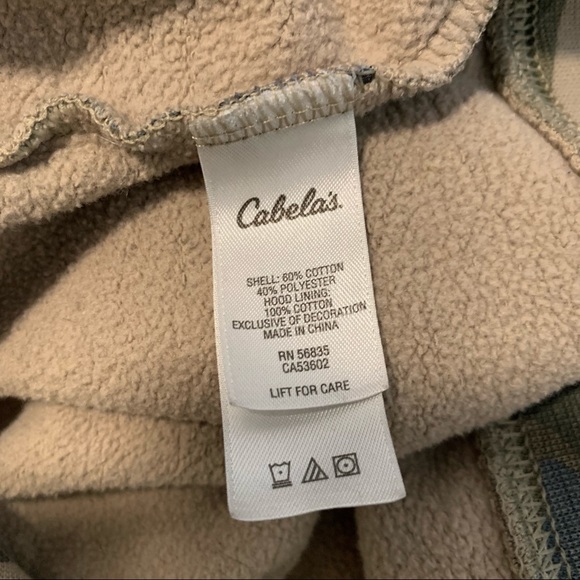 Cabela's
SHELL: 60% COTTON
40% POLYESTER
HOOD LINING:
100% COTTON
EXCLUSIVE OF DECORATION
MADE IN CHINA
RN 56835
CA53602
LIFT FOR CARE